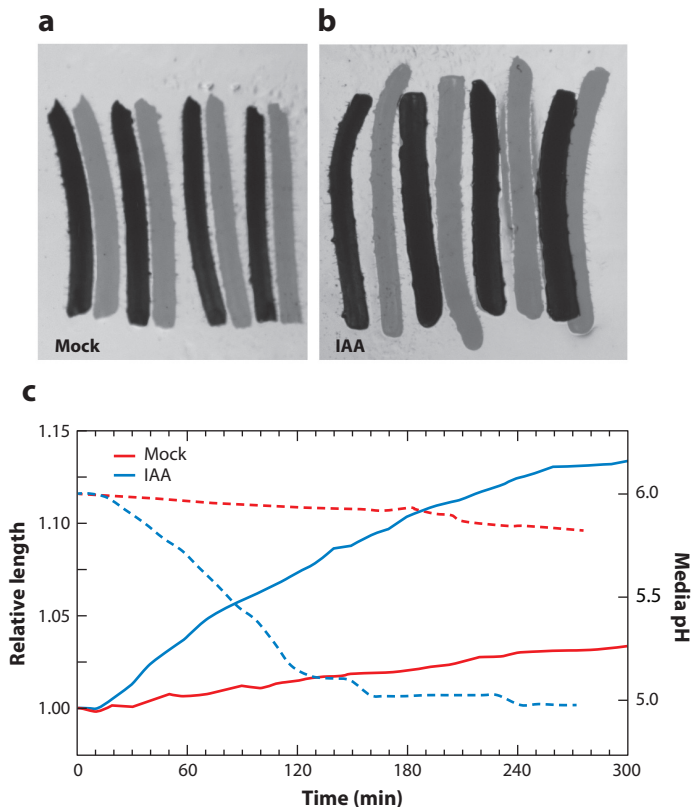 a
b
Mock
IAA
c
Mock
IAA
1.15
1.10
1.05
1.00
Relative length
6.0
5.5
5.0
Media pH
0
60
120
180
240
300
Time (min)